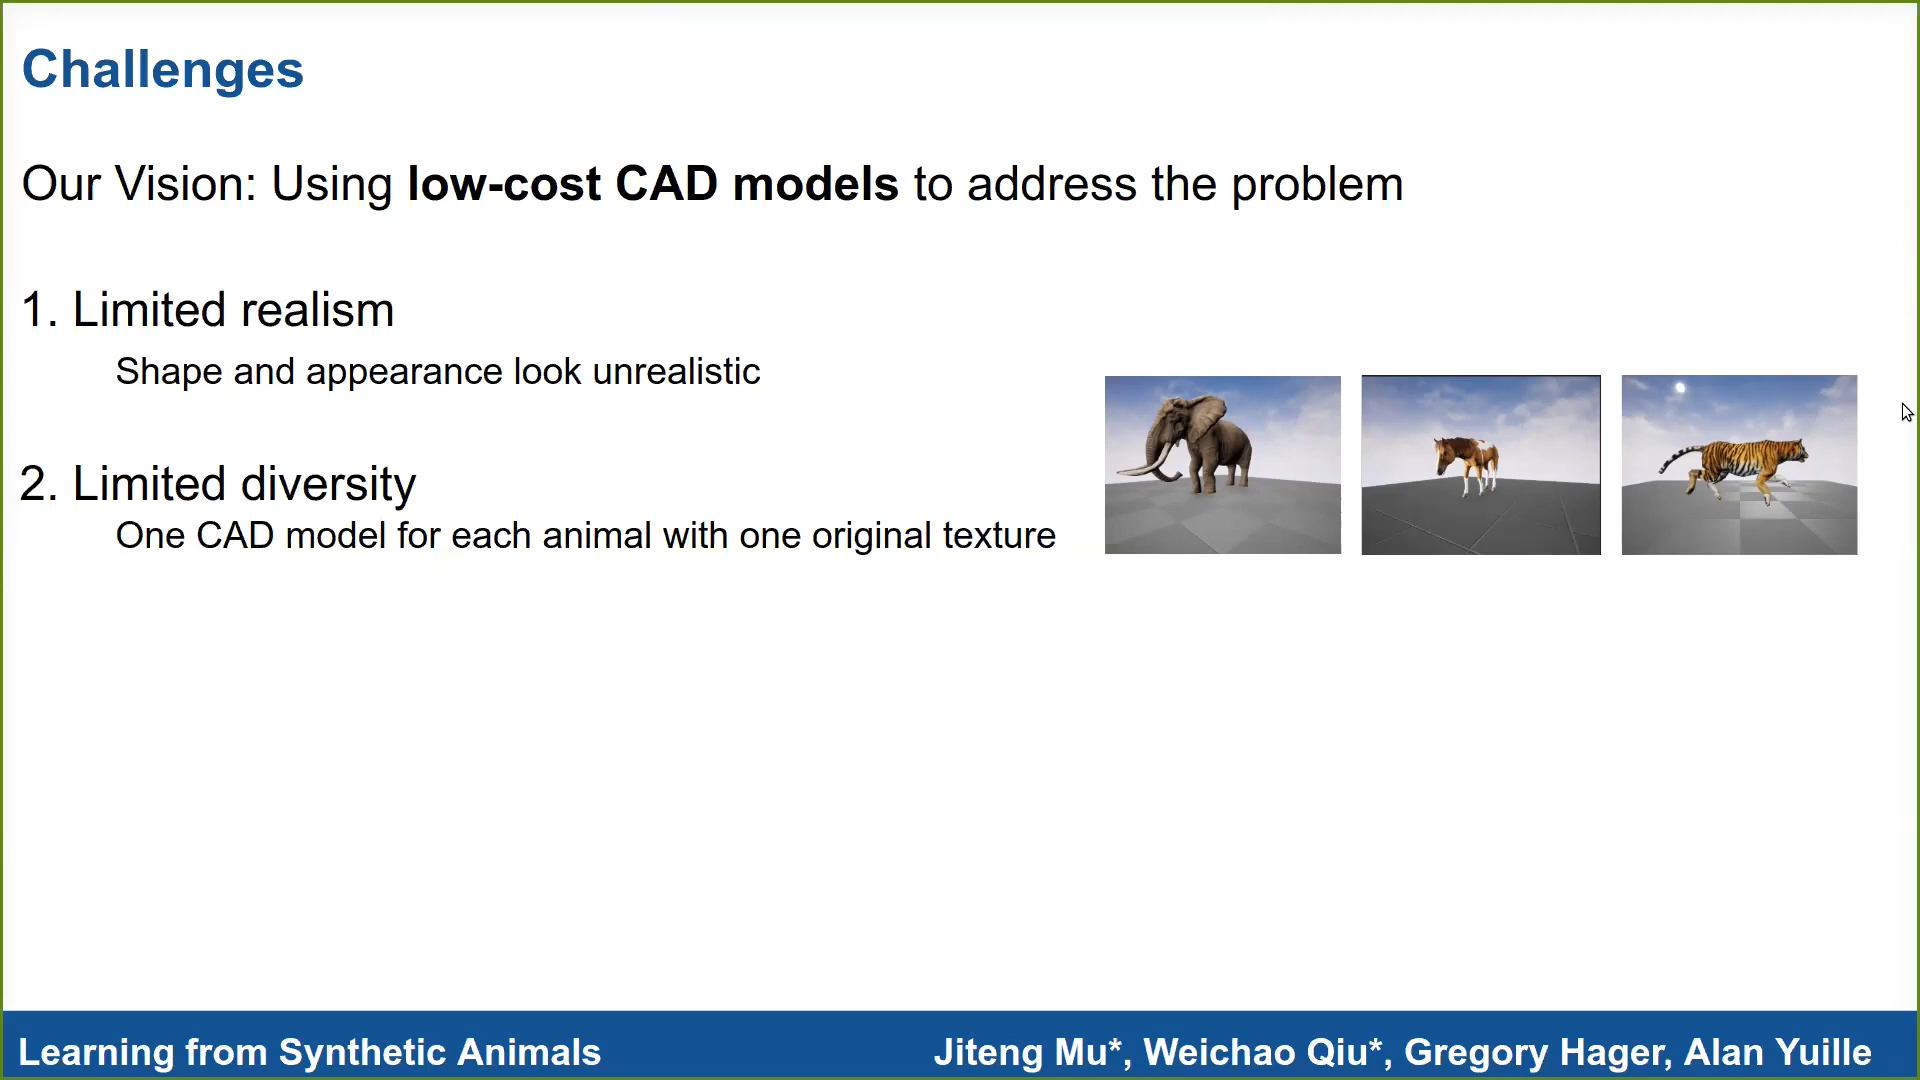 Challenges
Our Vision: Using low-cost CAD models to address the problem
1. Limited realism
Shape and appearance look unrealistic
2. Limited diversity
One CAD model for each animal with one original texture
Learning from Synthetic Animals
Jiteng Mu*, Weichao Qiu*, Gregory Hager, Alan Yuille